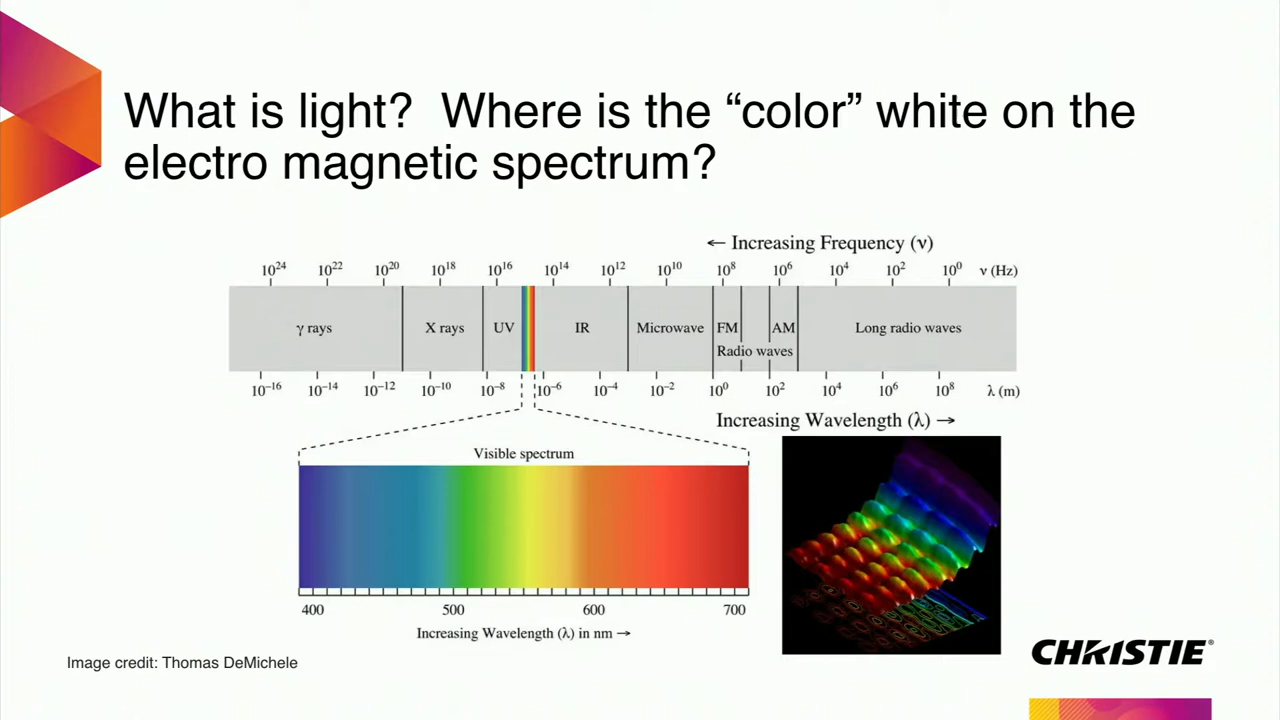 What is light?  Where is the “color” white on the
electro magnetic spectrum?
← Increasing Frequency (ν)
10²⁴ 10²² 10²⁰ 10¹⁸ 10¹⁶ 10¹⁴ 10¹² 10¹⁰ 10⁸ 10⁶ 10⁴ 10² 10⁰ ν (Hz)
γ rays X rays UV IR Microwave FM AM Long radio waves
Radio waves
10⁻¹⁶ 10⁻¹⁴ 10⁻¹² 10⁻¹⁰ 10⁻⁸ 10⁻⁶ 10⁻⁴ 10⁻² 10⁰ 10² 10⁴ 10⁶ 10⁸ λ (m)
Increasing Wavelength (λ) →
Visible spectrum
400 500 600 700
Increasing Wavelength (λ) in nm →
Image credit: Thomas DeMichele
CHRISTIE®